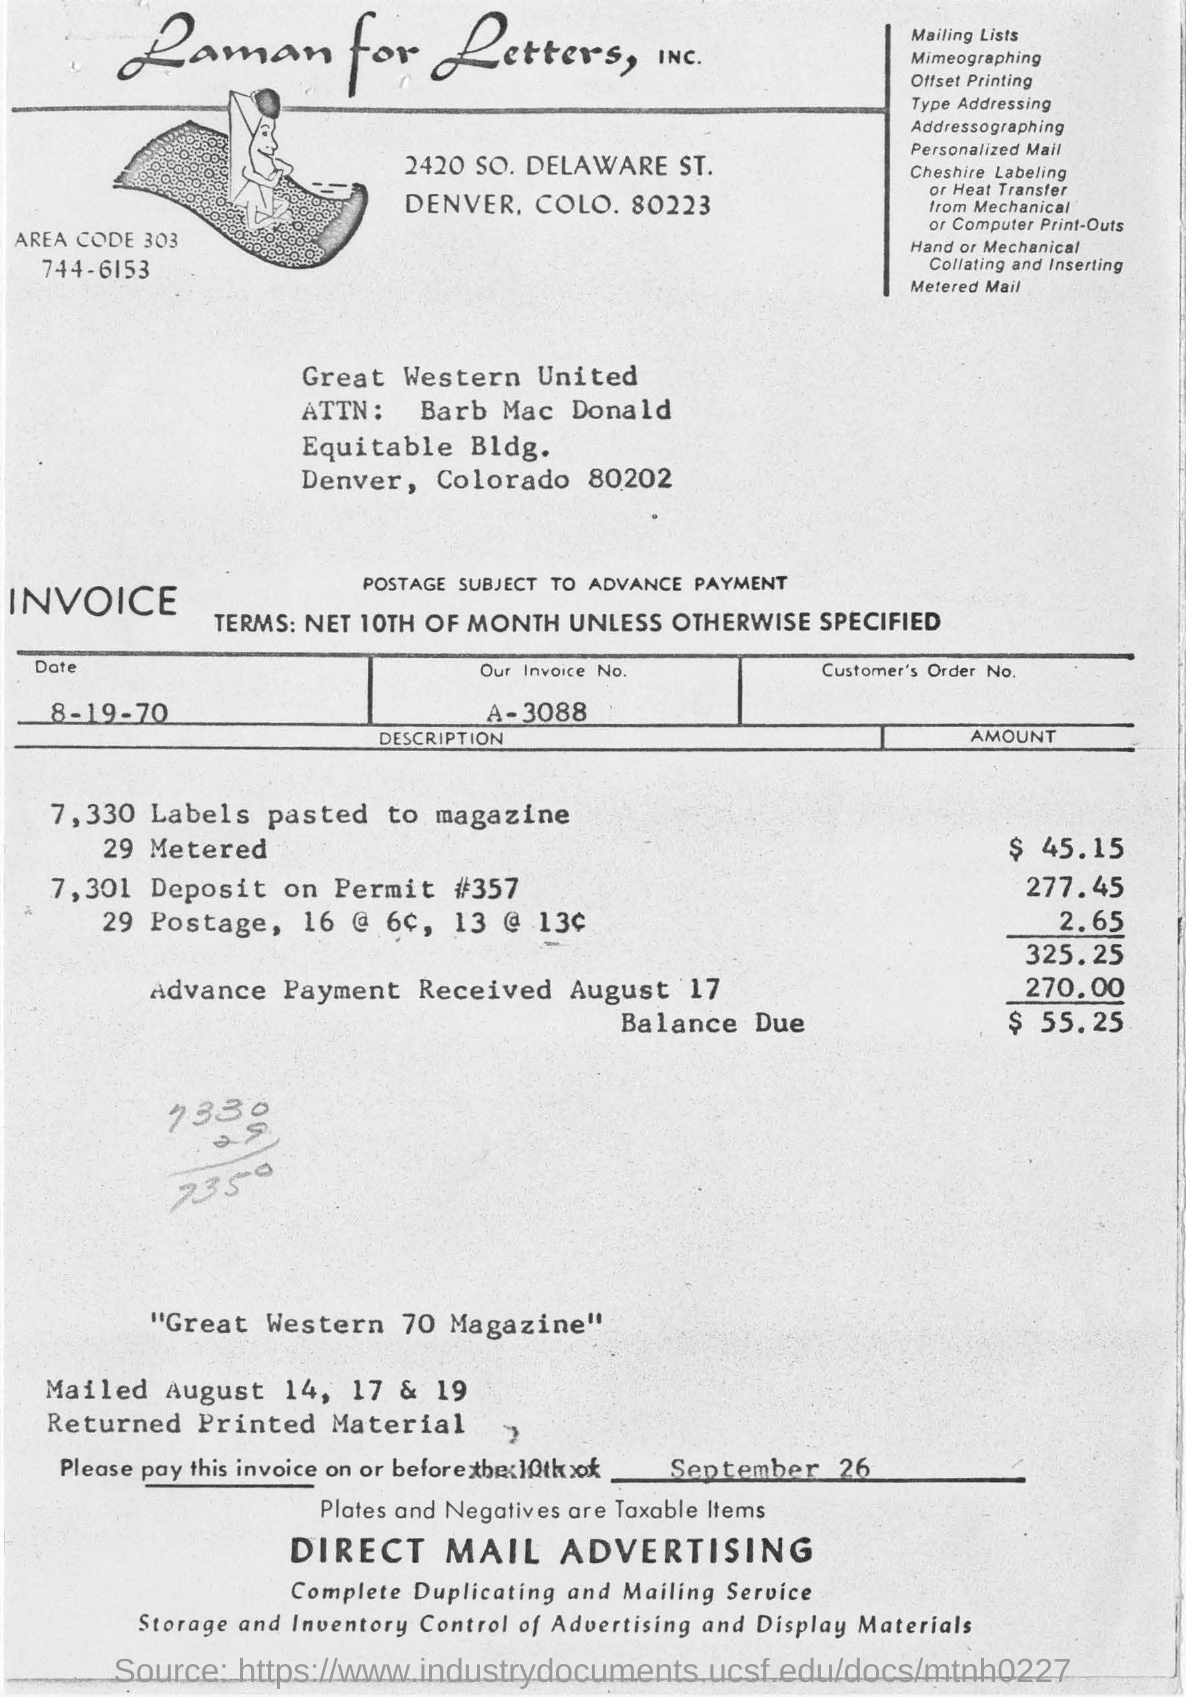 Laman for Letters, INC.
2420 SO. DELAWARE ST.
DENVER, COLO. 80223
AREA CODE 303
744-6153
Mailing Lists
Mimeographing
Offset Printing
Type Addressing
Addressographing
Personalized Mail
Cheshire Labeling
or Heat Transfer
from Mechanical
or Computer Print-Outs
Hand or Mechanical
Collating and Inserting
Metered Mail
Great Western United
ATTN: Barb Mac Donald
Equitable Bldg.
Denver, Colorado 80202
INVOICE
POSTAGE SUBJECT TO ADVANCE PAYMENT
TERMS: NET 10TH OF MONTH UNLESS OTHERWISE SPECIFIED
Date Our Invoice No. Customer's Order No.
8-19-70 A-3088
DESCRIPTION AMOUNT
7,330 Labels pasted to magazine
29 Metered $ 45.15
7,301 Deposit on Permit #357 277.45
29 Postage, 16 @ 6¢, 13 @ 13¢ 2.65
325.25
Advance Payment Received August 17 270.00
Balance Due $ 55.25
7330
29
7350
"Great Western 70 Magazine"
Mailed August 14, 17 & 19
Returned Printed Material
Please pay this invoice on or before the 10th of September 26
Plates and Negatives are Taxable Items
DIRECT MAIL ADVERTISING
Complete Duplicating and Mailing Service
Storage and Inventory Control of Advertising and Display Materials
Source: https://www.industrydocuments.ucsf.edu/docs/mtnh0227